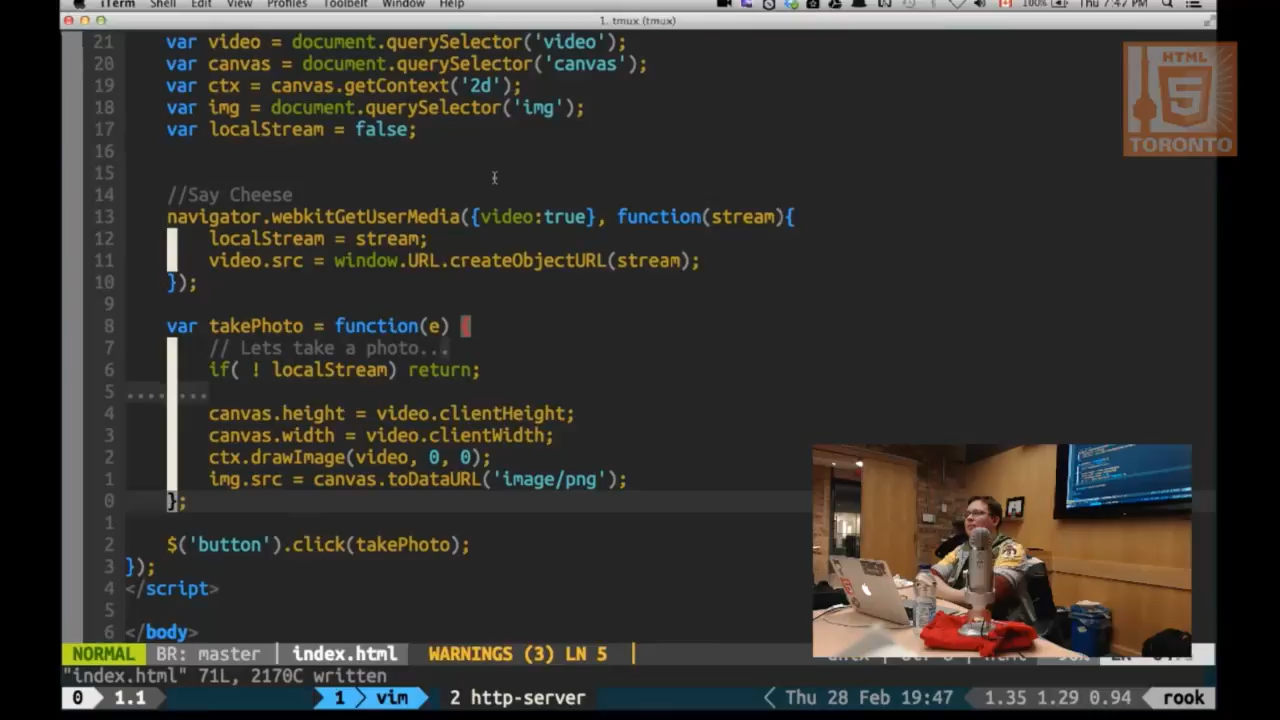 iTerm Shell Edit View Profiles Toolbelt Window Help 100% Thu 7:47 PM
1. tmux (tmux)
HTML
5
TORONTO
21 var video = document.querySelector('video');
20 var canvas = document.querySelector('canvas');
19 var ctx = canvas.getContext('2d');
18 var img = document.querySelector('img');
17 var localStream = false;
16
15
14 //Say Cheese
13 navigator.webkitGetUserMedia({video:true}, function(stream){
12 localStream = stream;
11 video.src = window.URL.createObjectURL(stream);
10 });
9
8 var takePhoto = function(e) {
7 // Lets take a photo...
6 if( ! localStream) return;
5 ........
4 canvas.height = video.clientHeight;
3 canvas.width = video.clientWidth;
2 ctx.drawImage(video, 0, 0);
1 img.src = canvas.toDataURL('image/png');
0 };
1
2 $('button').click(takePhoto);
3 });
4 </script>
5
6 </body>
NORMAL BR: master | index.html WARNINGS (3) LN 5
"index.html" 71L, 2170C written
0 1.1 1 vim 2 http-server Thu 28 Feb 19:47 1.35 1.29 0.94 rook